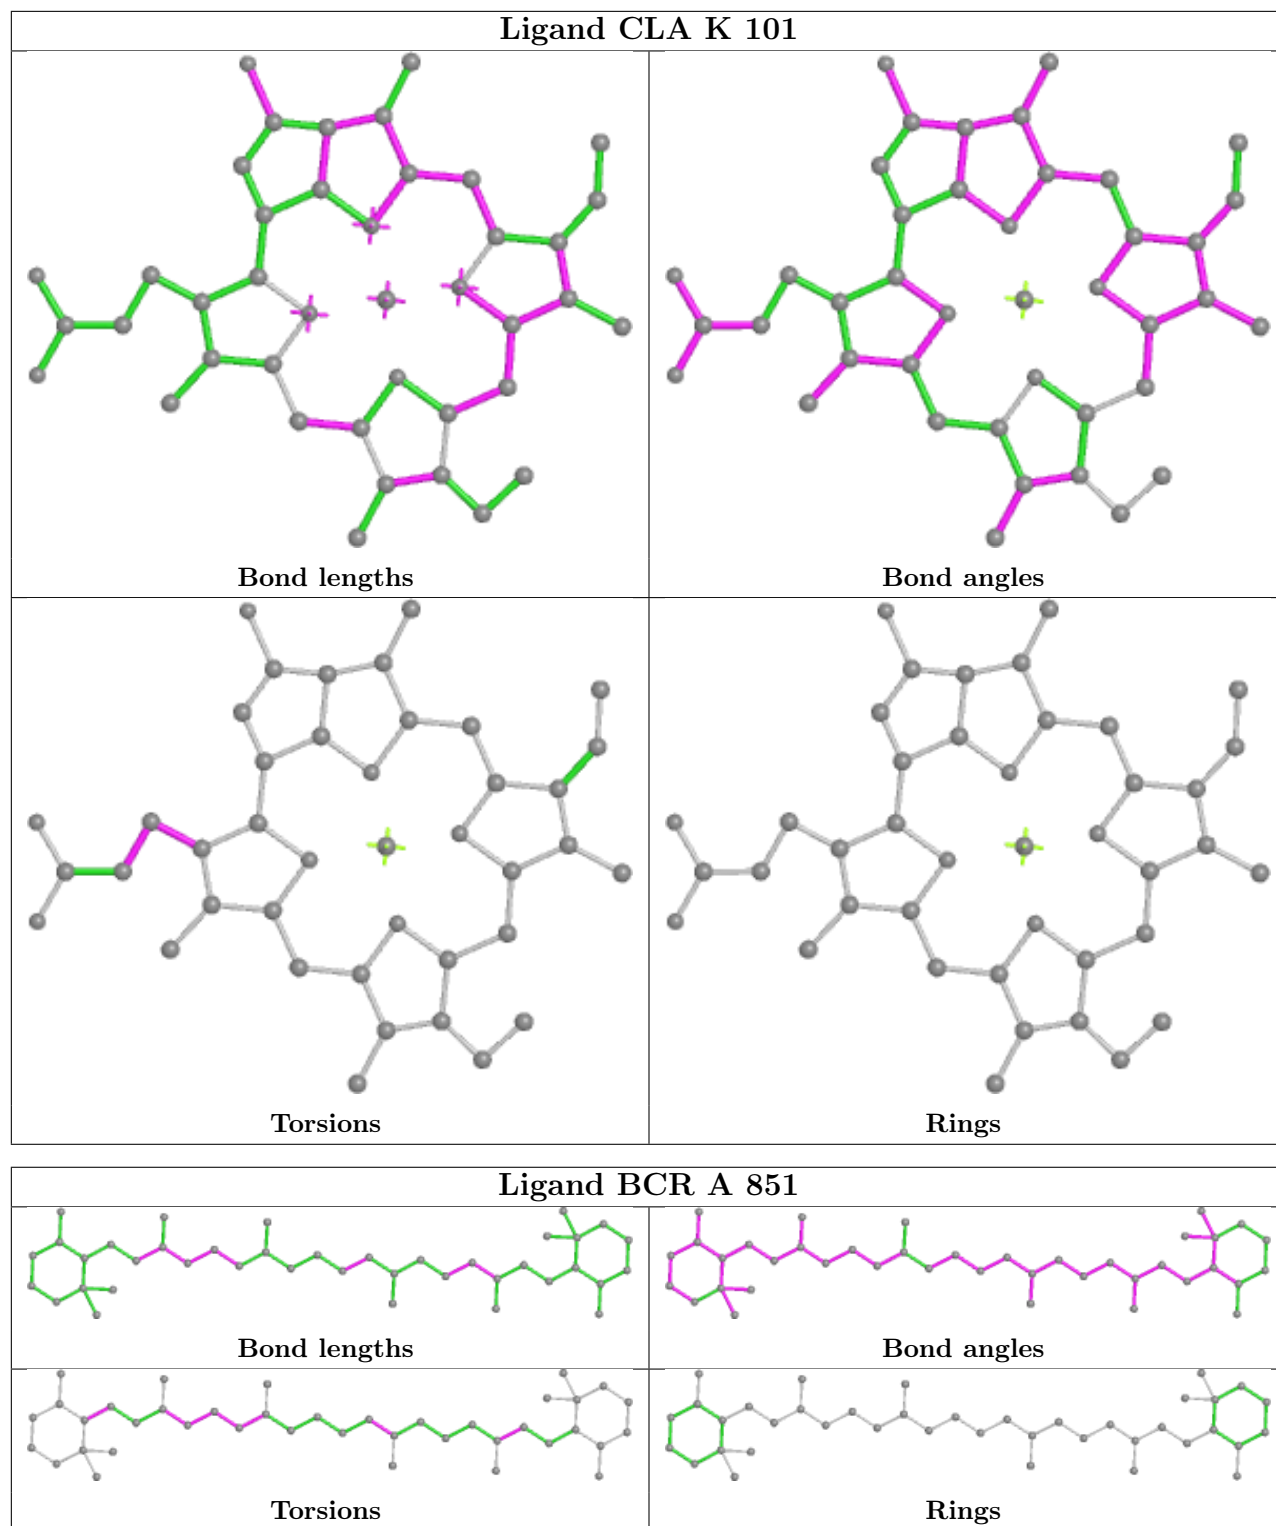 Ligand CLA K 101
Bond lengths
Bond angles
Torsions
Rings
Ligand BCR A 851
Bond lengths
Bond angles
Torsions
Rings